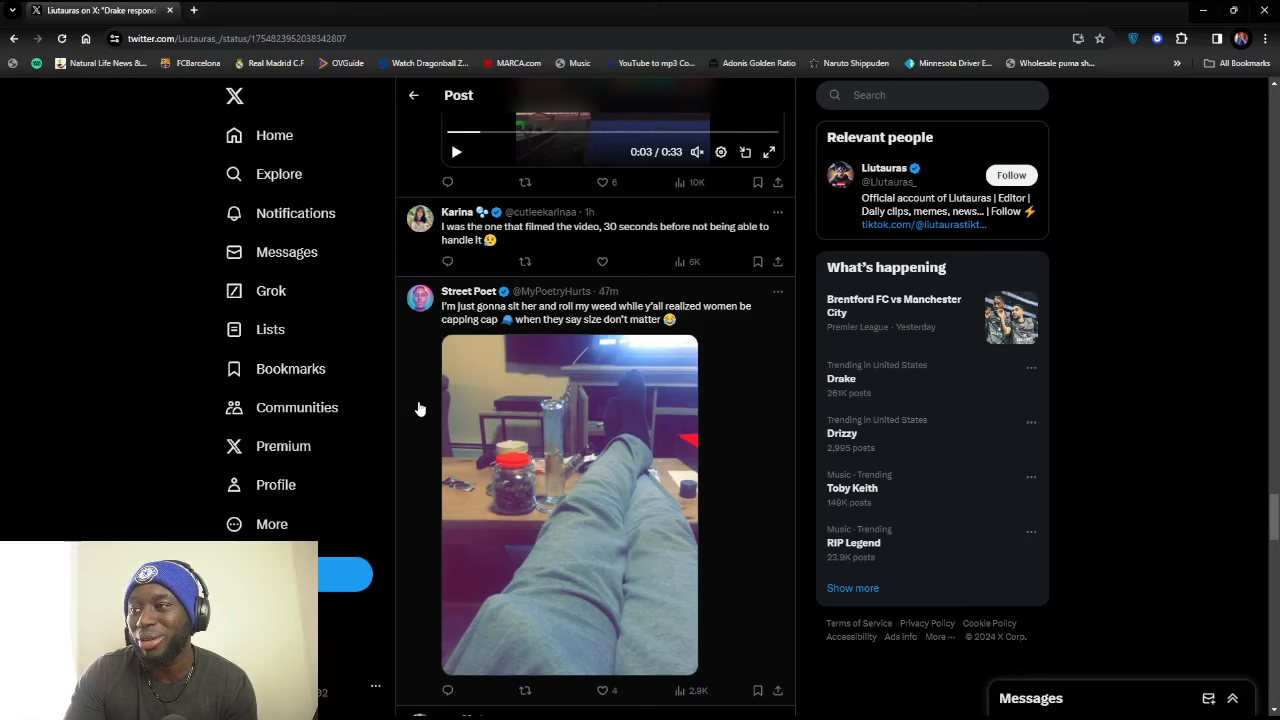 Liutauras on X: "Drake respond
twitter.com/Liutauras_/status/1754823952038342807
Natural Life News &...
FCBarcelona
Real Madrid C.F
OVGuide
Watch Dragonball Z...
MARCA.com
Music
YouTube to mp3 Co...
Adonis Golden Ratio
Naruto Shippuden
Minnesota Driver E...
Wholesale puma sh...
»
All Bookmarks
Home
Explore
Notifications
Messages
Grok
Lists
Bookmarks
Communities
Premium
Profile
More
Post
0:03 / 0:33
6
10K
Karina 🫧 @cutleekarinaa · 1h
I was the one that filmed the video, 30 seconds before not being able to
handle it 😥
6K
Street Poet @MyPoetryHurts · 47m
I'm just gonna sit her and roll my weed while y'all realized women be
capping cap 🧢 when they say size don't matter 😂
4
2.9K
Search
Relevant people
Liutauras
@Liutauras_
Follow
Official account of Liutauras | Editor |
Daily clips, memes, news... | Follow ⚡
tiktok.com/@liutaurastikt...
What's happening
Brentford FC vs Manchester
City
Premier League · Yesterday
Trending in United States
Drake
261K posts
Trending in United States
Drizzy
2,995 posts
Music · Trending
Toby Keith
149K posts
Music · Trending
RIP Legend
23.9K posts
Show more
Terms of Service Privacy Policy Cookie Policy
Accessibility Ads info More ··· © 2024 X Corp.
Messages